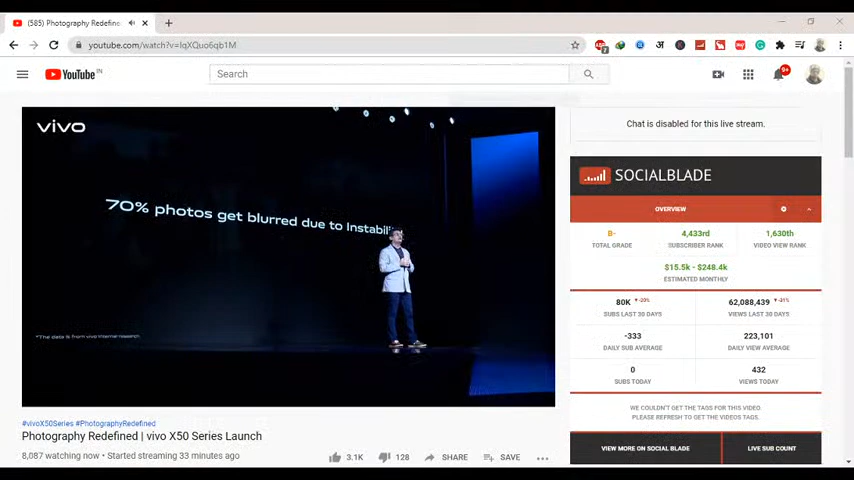 (585) Photography Redefine
youtube.com/watch?v=IqXQuo6qb1M
YouTube IN
Search
9+
vivo
70% photos get blurred due to Instabili
*The data is from vivo internal research.
#vivoX50Series #PhotographyRedefined
Photography Redefined | vivo X50 Series Launch
8,087 watching now • Started streaming 33 minutes ago
3.1K
128
SHARE
SAVE
Chat is disabled for this live stream.
SOCIALBLADE
OVERVIEW
B-
TOTAL GRADE
4,433rd
SUBSCRIBER RANK
1,630th
VIDEO VIEW RANK
$15.5k - $248.4k
ESTIMATED MONTHLY
80K
SUBS LAST 30 DAYS
62,088,439
VIEWS LAST 30 DAYS
-333
DAILY SUB AVERAGE
223,101
DAILY VIEW AVERAGE
0
SUBS TODAY
432
VIEWS TODAY
WE COULDN'T GET THE TAGS FOR THIS VIDEO
PLEASE REFRESH TO GET THE VIDEOS TAGS.
VIEW MORE ON SOCIAL BLADE
LIVE SUB COUNT